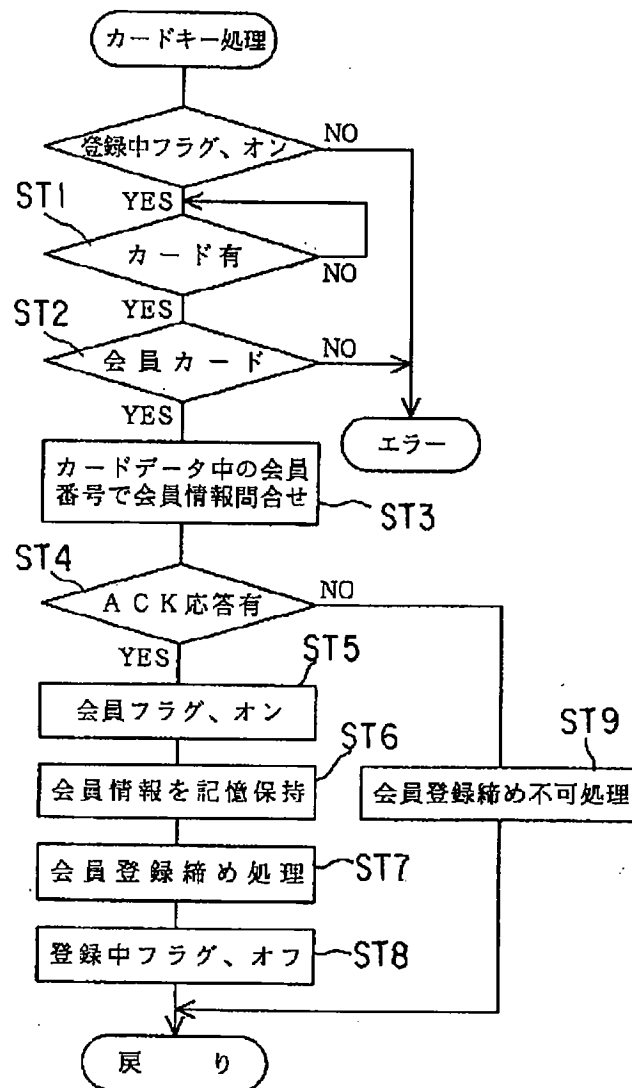 カードキー処理
登録中フラグ、オン
NO
YES
ST1
カード有
NO
YES
ST2
会員カード
NO
YES
エラー
カードデータ中の会員
番号で会員情報問合せ
ST3
ST4
ACK応答有
NO
YES
ST5
会員フラグ、オン
ST6
会員情報を記憶保持
ST9
会員登録締め不可処理
会員登録締め処理
ST7
登録中フラグ、オフ
ST8
戻り